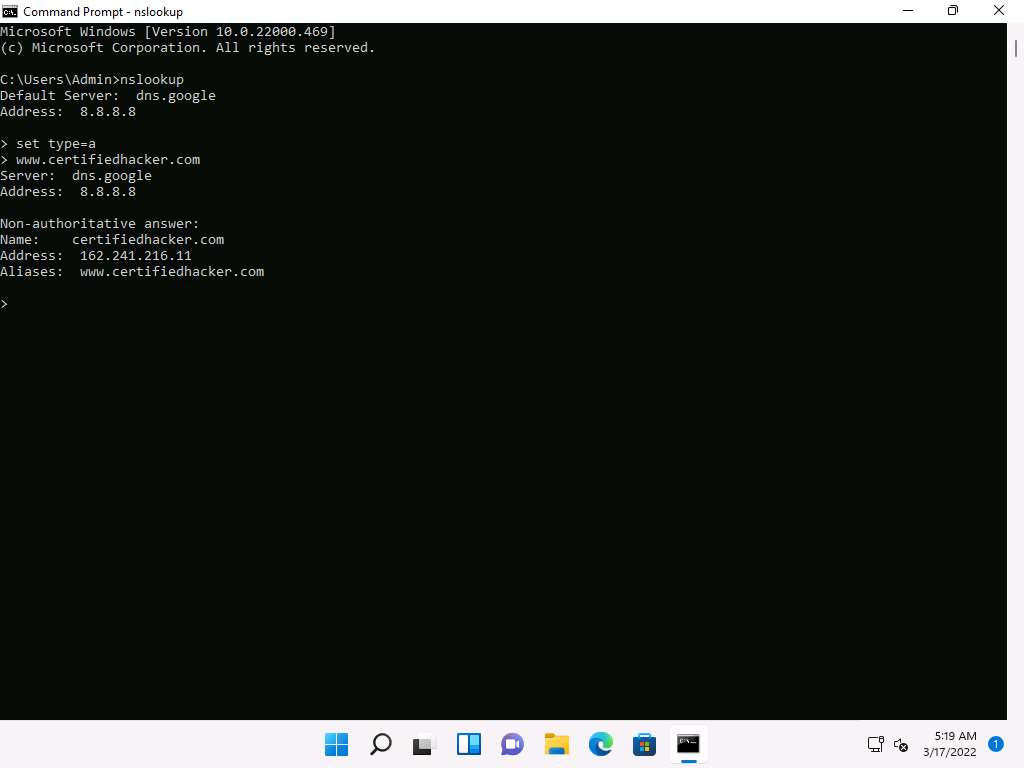 Command Prompt - nslookup
Microsoft Windows [Version 10.0.22000.469]
(c) Microsoft Corporation. All rights reserved.
C:\Users\Admin>nslookup
Default Server:  dns.google
Address:  8.8.8.8
> set type=a
> www.certifiedhacker.com
Server:  dns.google
Address:  8.8.8.8
Non-authoritative answer:
Name:    certifiedhacker.com
Address:  162.241.216.11
Aliases:  www.certifiedhacker.com
>
5:19 AM
3/17/2022
1